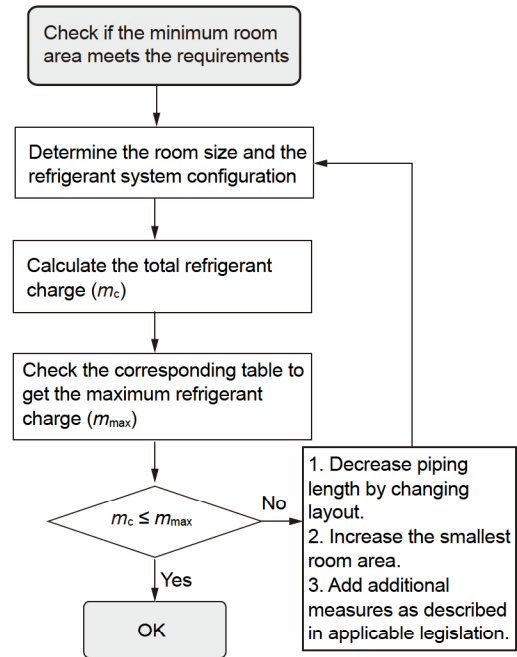 Check if the minimum room
area meets the requirements
Determine the room size and the
refrigerant system configuration
Calculate the total refrigerant
charge (mc)
Check the corresponding table to
get the maximum refrigerant
charge (mmax)
mc ≤ mmax
No
Yes
OK
1. Decrease piping
length by changing
layout.
2. Increase the smallest
room area.
3. Add additional
measures as described
in applicable legislation.